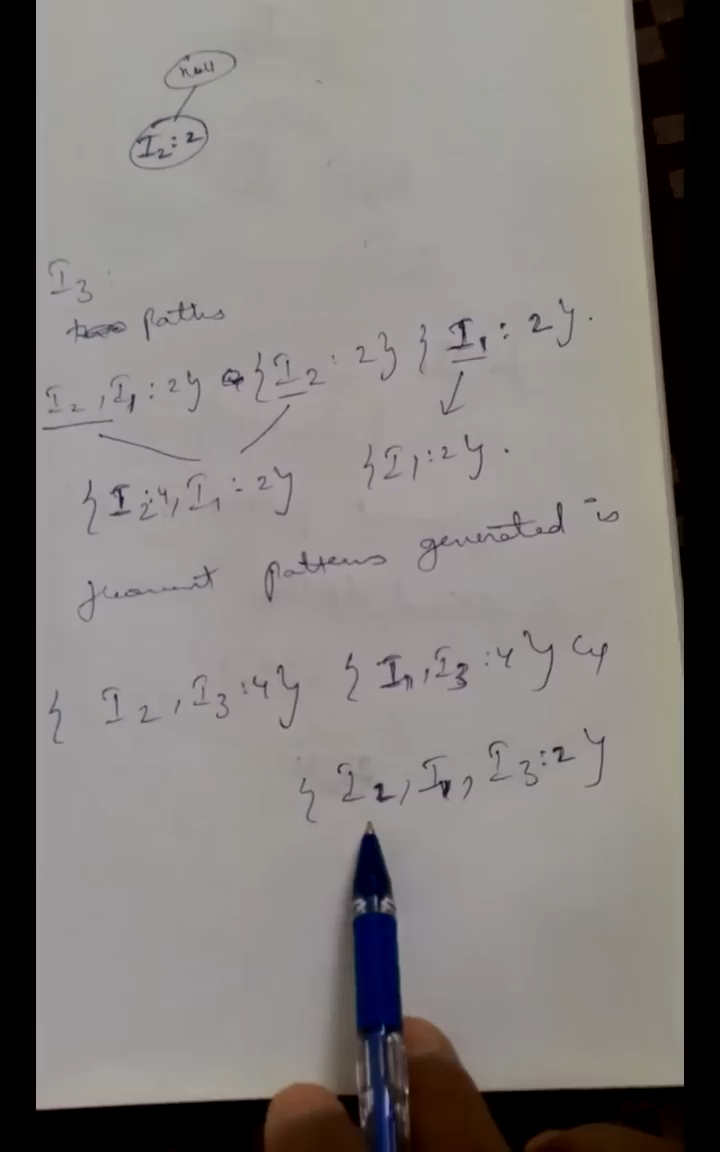 null
I2:2
I3:
paths
I2, I1:2} {I2:2} {I1:2}.
{I2:4, I1:2} {I1:2}.
patterns generated is
{I2, I3:4} {I1, I3:4} &
{I2, I1, I3:2}